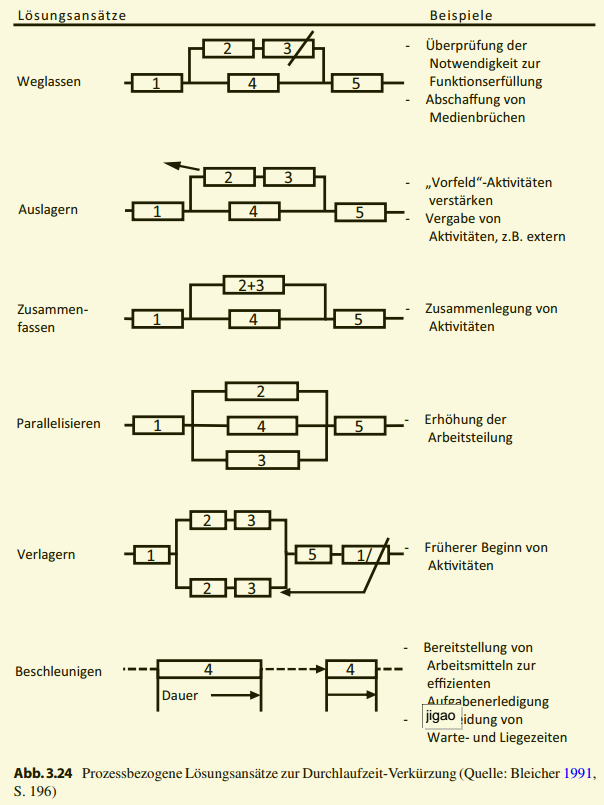 Lösungsansätze Beispiele
Weglassen
1
2
3
4
5
- Überprüfung der
Notwendigkeit zur
Funktionserfüllung
- Abschaffung von
Medienbrüchen
Auslagern
1
2
3
4
5
- „Vorfeld“-Aktivitäten
verstärken
- Vergabe von
Aktivitäten, z.B. extern
Zusammen-
fassen
1
2+3
4
5
- Zusammenlegung von
Aktivitäten
Parallelisieren
1
2
4
3
5
- Erhöhung der
Arbeitsteilung
Verlagern
1
2
3
2
3
5
1/
- Früherer Beginn von
Aktivitäten
Beschleunigen
4
4
Dauer
- Bereitstellung von
Arbeitsmitteln zur
effizienten
Aufgabenerledigung
- eidung von
Warte- und Liegezeiten
jigao
Abb. 3.24 Prozessbezogene Lösungsansätze zur Durchlaufzeit-Verkürzung (Quelle: Bleicher 1991,
S. 196)